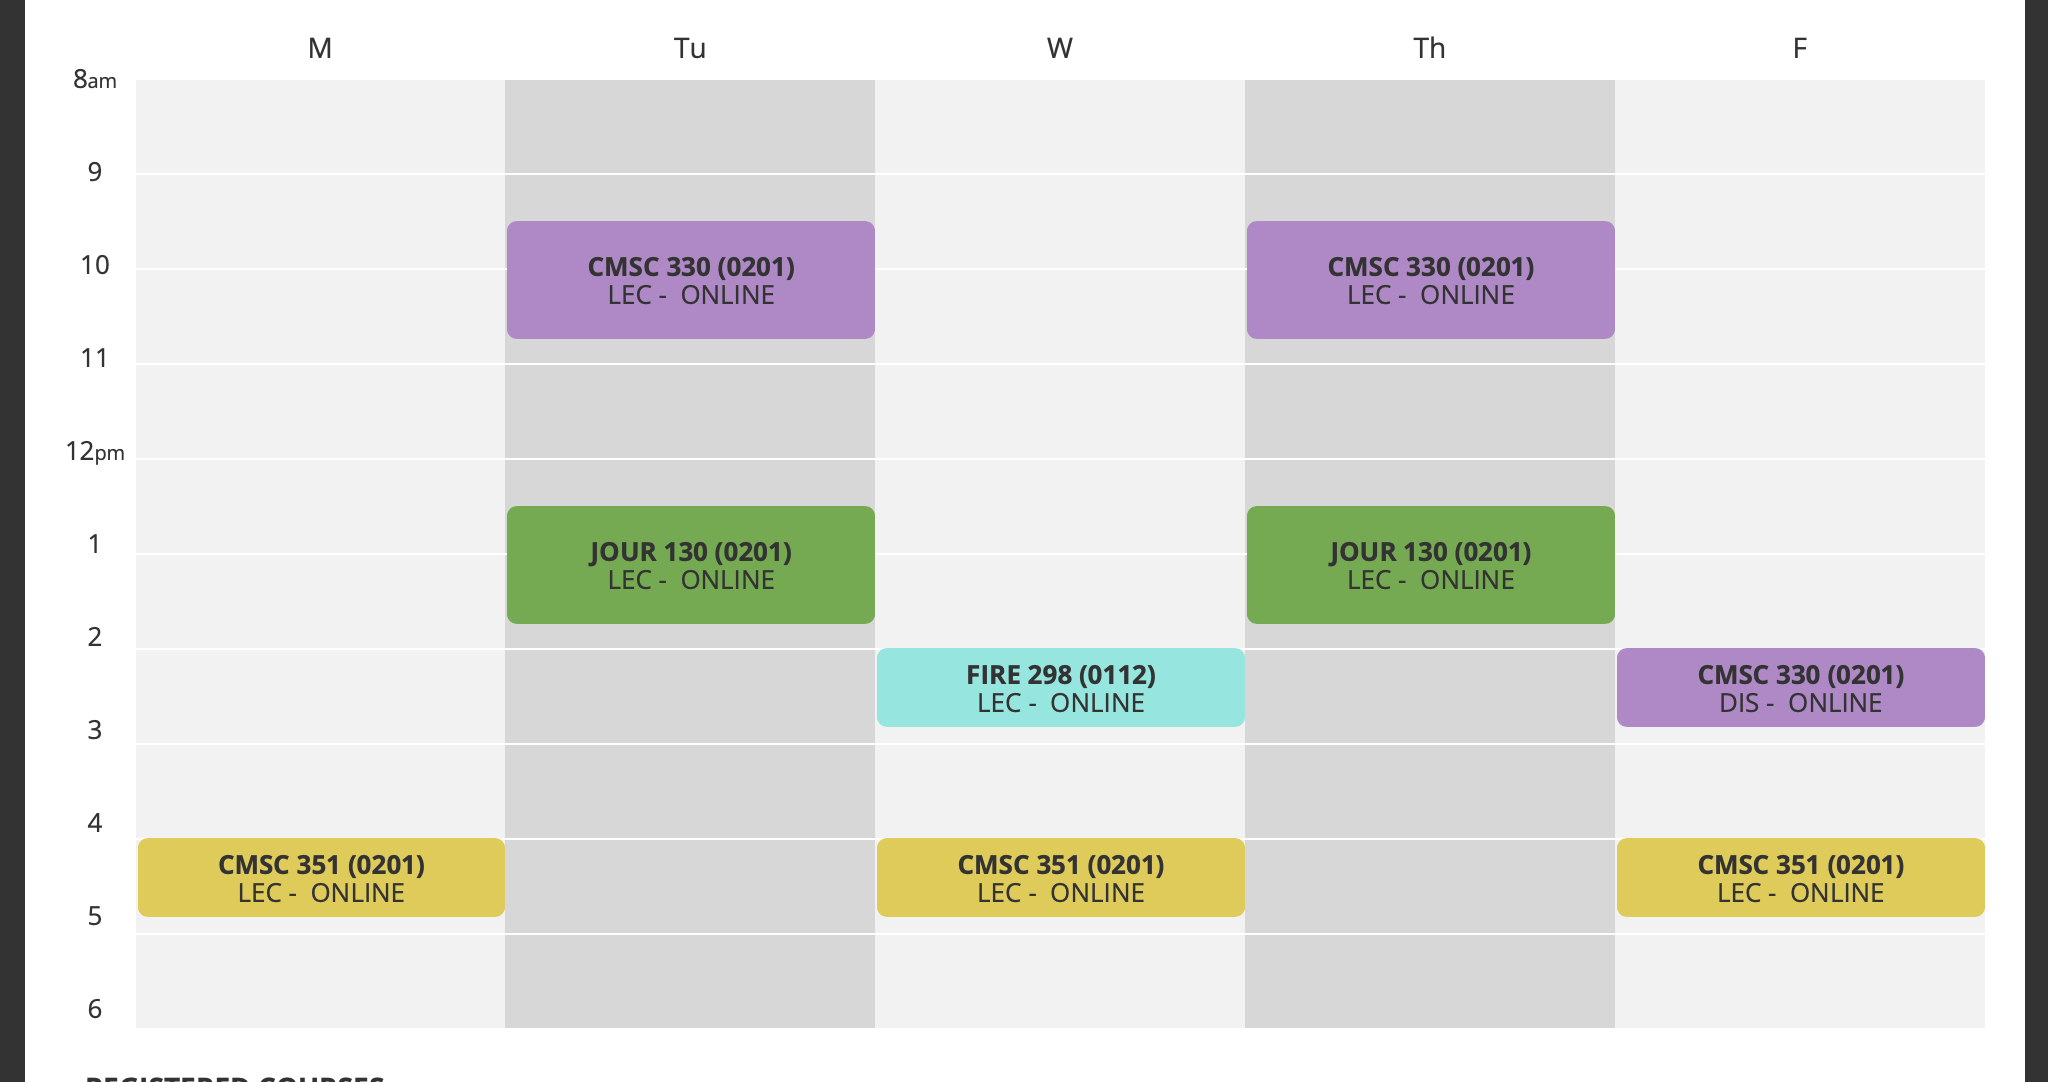 M Tu W Th F
8am
9
CMSC 330 (0201) CMSC 330 (0201)
10
LEC - ONLINE LEC - ONLINE
11
12pm
1
JOUR 130 (0201) JOUR 130 (0201)
LEC - ONLINE LEC - ONLINE
2
FIRE 298 (0112) CMSC 330 (0201)
LEC - ONLINE DIS - ONLINE
3
4
CMSC 351 (0201) CMSC 351 (0201) CMSC 351 (0201)
LEC - ONLINE LEC - ONLINE LEC - ONLINE
5
6
REGISTERED COURSES